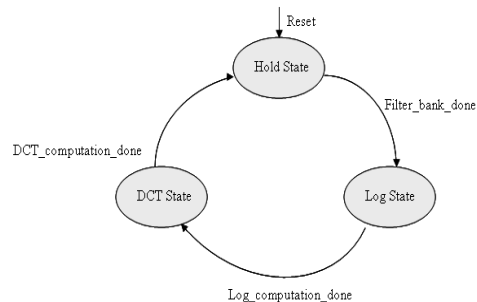 Reset
Hold State
Filter_bank_done
DCT_computation_done
DCT State
Log State
Log_computation_done